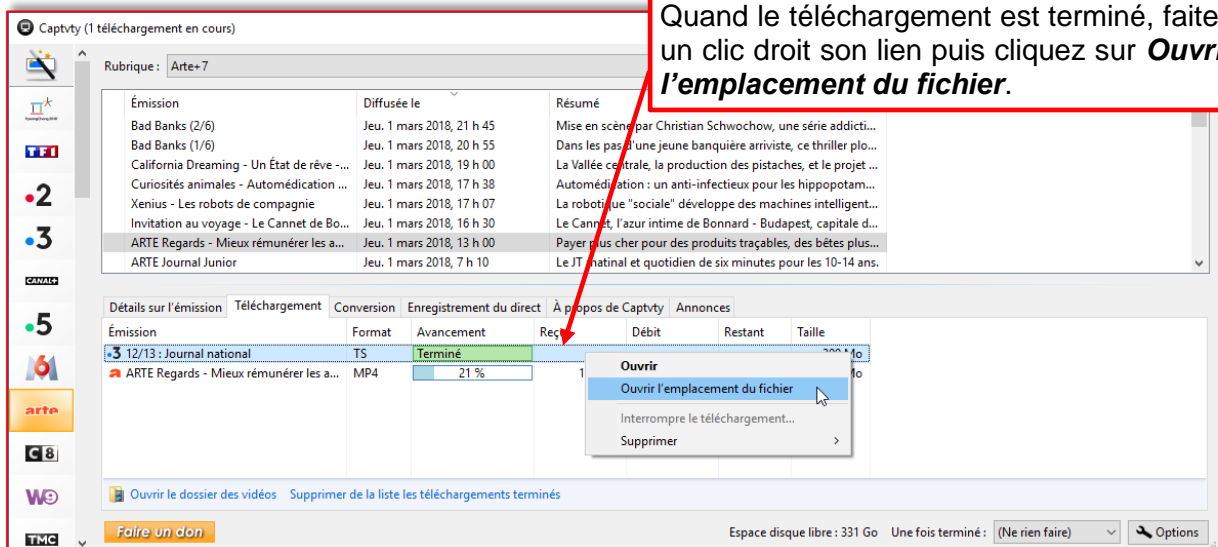 Captvty (1 téléchargement en cours)
Quand le téléchargement est terminé, faite
un clic droit son lien puis cliquez sur Ouvri
l'emplacement du fichier.
Rubrique : Arte+7
Émission Diffusée le Résumé
Bad Banks (2/6) Jeu. 1 mars 2018, 21 h 45 Mise en scène par Christian Schwochow, une série addicti...
Bad Banks (1/6) Jeu. 1 mars 2018, 20 h 55 Dans les pas d'une jeune banquière arriviste, ce thriller plo...
California Dreaming - Un État de rêve -... Jeu. 1 mars 2018, 19 h 00 La Vallée centrale, la production des pistaches, et le projet ...
Curiosités animales - Automédication ... Jeu. 1 mars 2018, 17 h 38 Automédication : un anti-infectieux pour les hippopotam...
Xenius - Les robots de compagnie Jeu. 1 mars 2018, 17 h 07 La robotique "sociale" développe des machines intelligent...
Invitation au voyage - Le Cannet de Bo... Jeu. 1 mars 2018, 16 h 30 Le Cannet, l'azur intime de Bonnard - Budapest, capitale d...
ARTE Regards - Mieux rémunérer les a... Jeu. 1 mars 2018, 13 h 00 Payer plus cher pour des produits traçables, des bêtes plus...
ARTE Journal Junior Jeu. 1 mars 2018, 7 h 10 Le JT matinal et quotidien de six minutes pour les 10-14 ans.
TF1
2
3
CANAL+
5
M6
arte
C8
W9
TMC
Détails sur l'émission Téléchargement Conversion Enregistrement du direct À propos de Captvty Annonces
Émission Format Avancement Reçu Débit Restant Taille
3 12/13 : Journal national TS Terminé Mo
a ARTE Regards - Mieux rémunérer les a... MP4 21 % 1 Mo
Ouvrir
Ouvrir l'emplacement du fichier
Interrompre le téléchargement...
Supprimer
Ouvrir le dossier des vidéos Supprimer de la liste les téléchargements terminés
Faire un don
Espace disque libre : 331 Go Une fois terminé : (Ne rien faire) Options